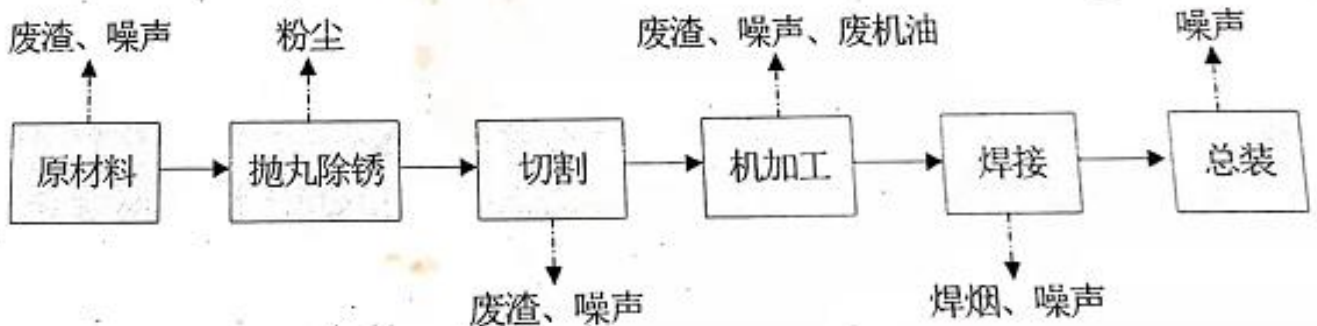 废渣、噪声
粉尘
废渣、噪声、废机油
噪声
原材料
抛丸除锈
切割
机加工
焊接
总装
废渣、噪声
焊烟、噪声